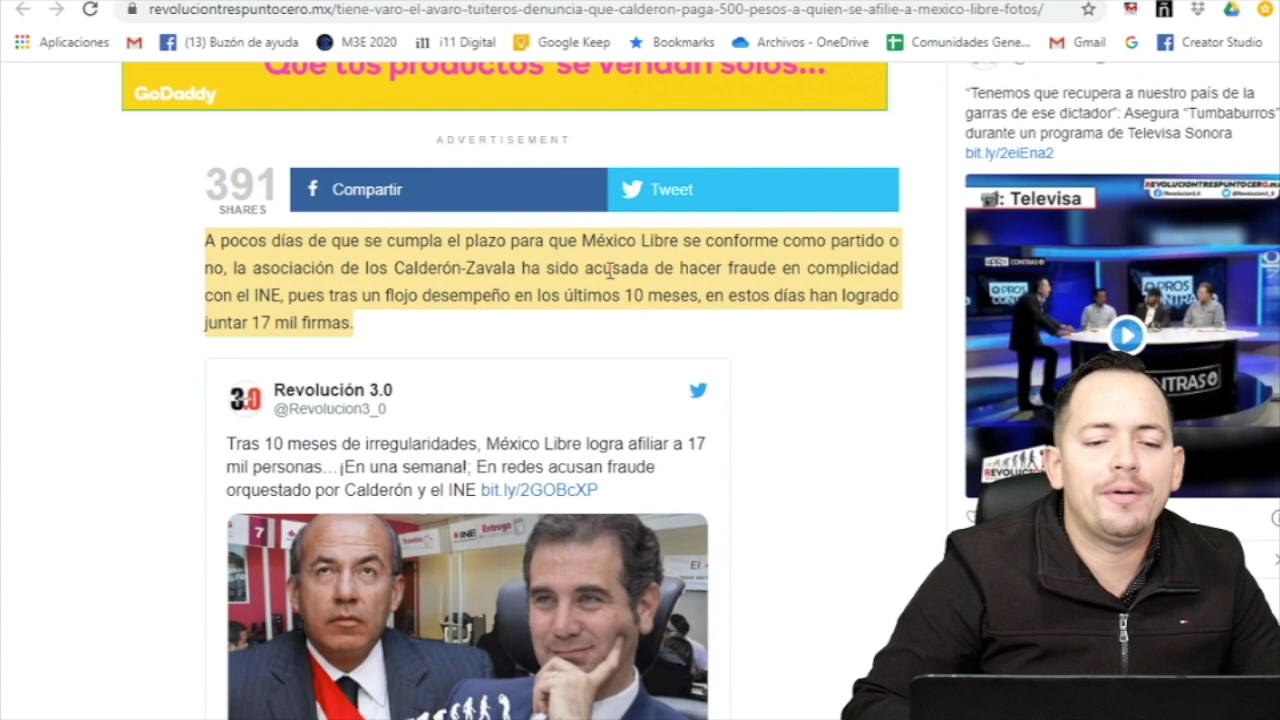 revoluciontrespuntocero.mx/tiene-varo-el-avaro-tuiteros-denuncia-que-calderon-paga-500-pesos-a-quien-se-afilie-a-mexico-libre-fotos/
Aplicaciones
(13) Buzón de ayuda
M3E 2020
i11 Digital
Google Keep
Bookmarks
Archivos - OneDrive
Comunidades Gene...
Gmail
Creator Studio
Que tus productos se vendan solos...
GoDaddy
ADVERTISEMENT
391
SHARES
Compartir
Tweet
A pocos días de que se cumpla el plazo para que México Libre se conforme como partido o
no, la asociación de los Calderón-Zavala ha sido acusada de hacer fraude en complicidad
con el INE, pues tras un flojo desempeño en los últimos 10 meses, en estos días han logrado
juntar 17 mil firmas.
3.0
Revolución 3.0
@Revolucion3_0
Tras 10 meses de irregularidades, México Libre logra afiliar a 17
mil personas...¡En una semana!; En redes acusan fraude
orquestado por Calderón y el INE bit.ly/2GOBcXP
7
INE
Entrega
"Tenemos que recupera a nuestro país de la
garras de ese dictador": Asegura "Tumbaburros"
durante un programa de Televisa Sonora
bit.ly/2eiEna2
REVOLUCIONTRESPUNTOCERO.m
: Televisa
PROS
CONTRAS